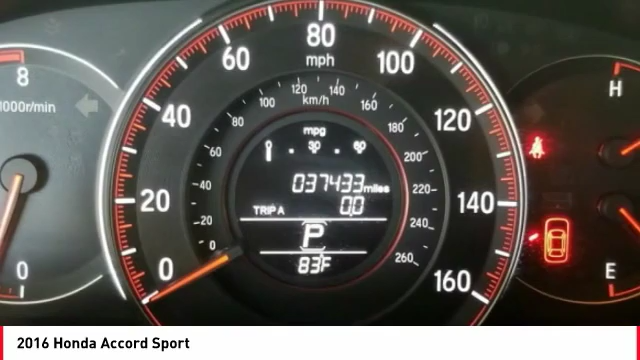 80
60
100
mph
8
H
1000r/min
120
140
km/h
100
160
40
120
80
180
mpg
60
30
60
200
037433 miles
40
220
20
TRIP A
0.0
140
20
240
P
0
0
83F
260
0
160
E
2016 Honda Accord Sport